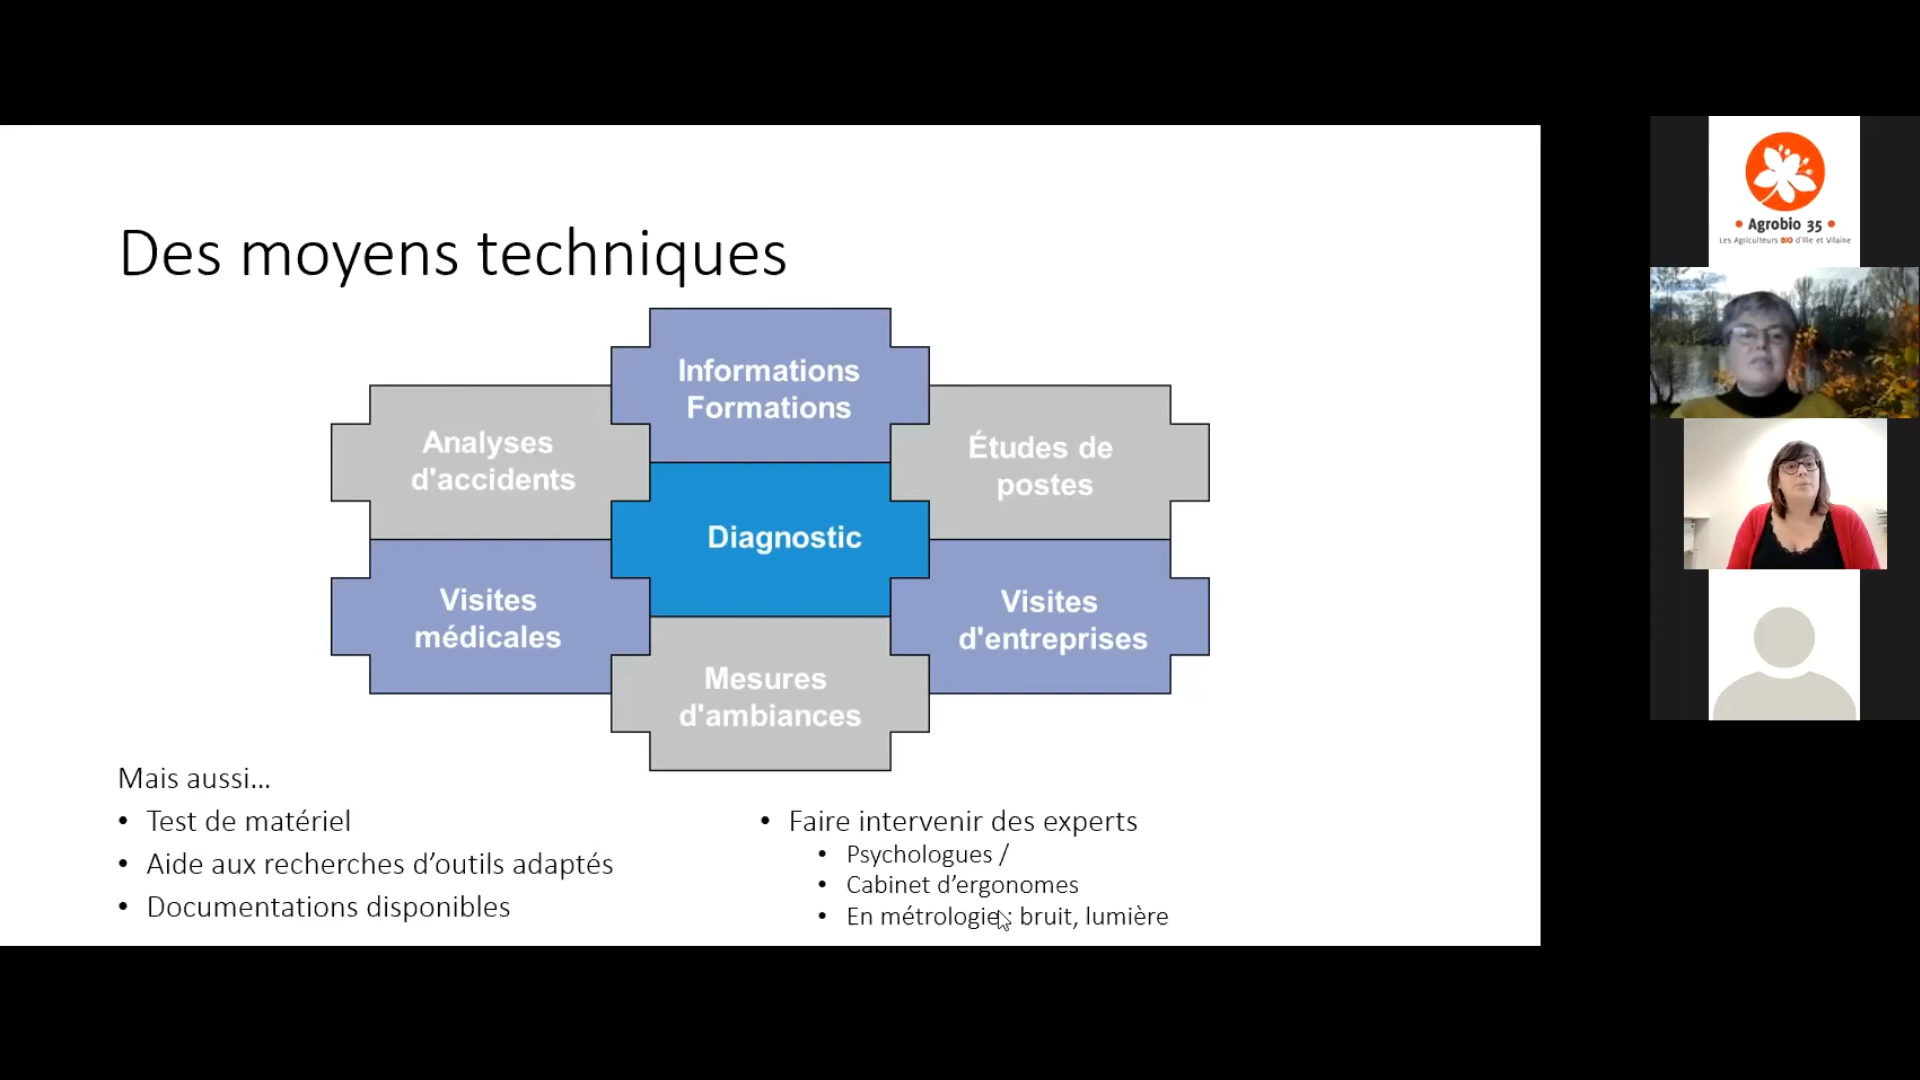 Des moyens techniques
Informations
Formations
Analyses
d'accidents
Études de
postes
Diagnostic
Visites
médicales
Visites
d'entreprises
Mesures
d'ambiances
Mais aussi…
• Test de matériel
• Aide aux recherches d’outils adaptés
• Documentations disponibles
• Faire intervenir des experts
• Psychologues /
• Cabinet d’ergonomes
• En métrologie : bruit, lumière
• Agrobio 35 •
Les Agriculteurs BIO d'Ille et Vilaine